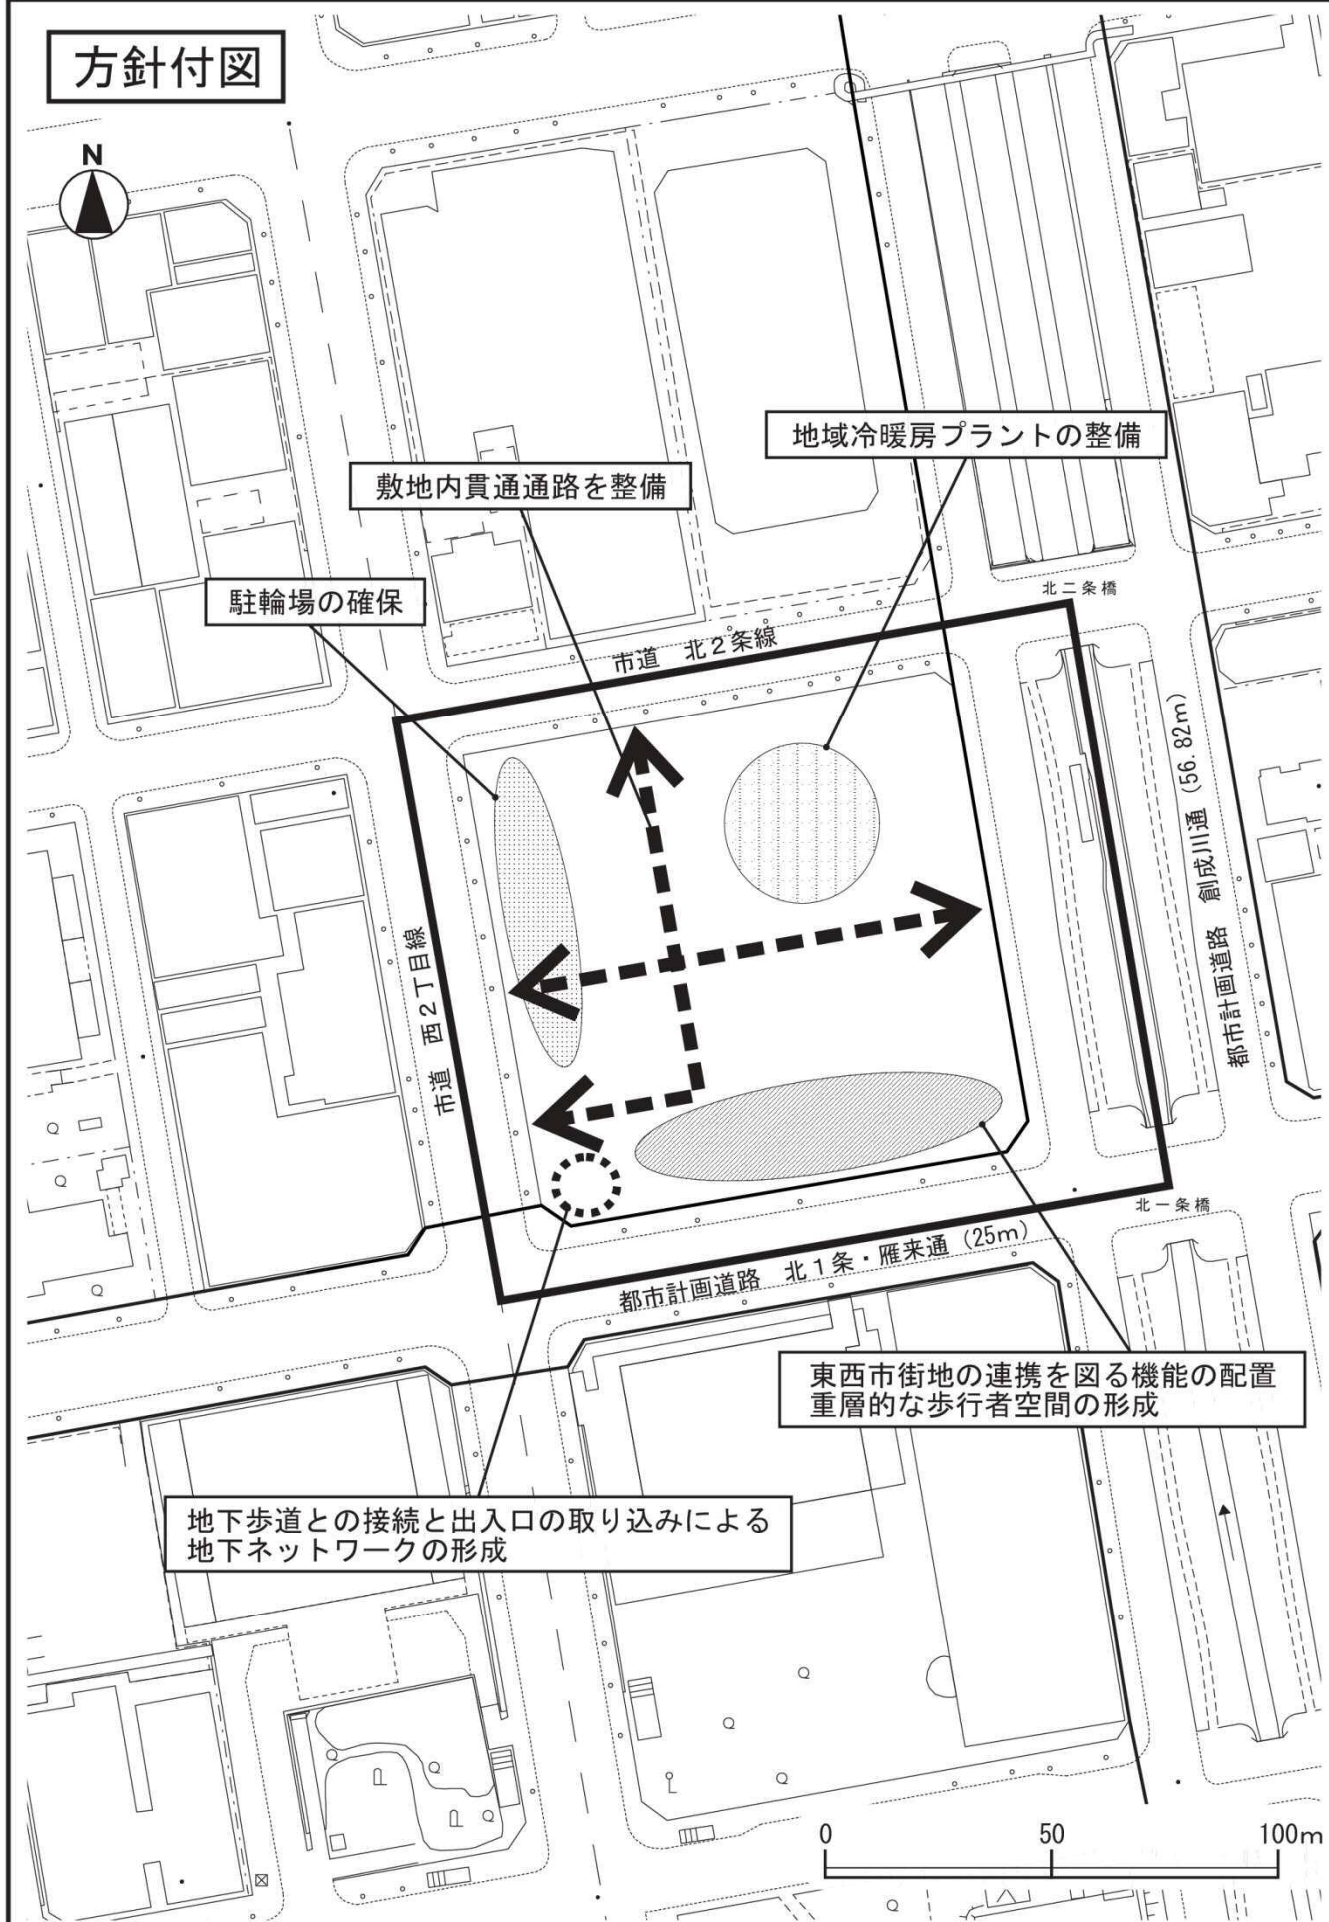 方針付図
N
地域冷暖房プラントの整備
敷地内貫通通路を整備
駐輪場の確保
北二条橋
市道 北2条線
都市計画道路 創成川通 (56.82m)
市道 西2丁目線
北一条橋
都市計画道路 北1条・雁来通 (25m)
東西市街地の連携を図る機能の配置
重層的な歩行者空間の形成
地下歩道との接続と出入口の取り込みによる
地下ネットワークの形成
0 50 100m